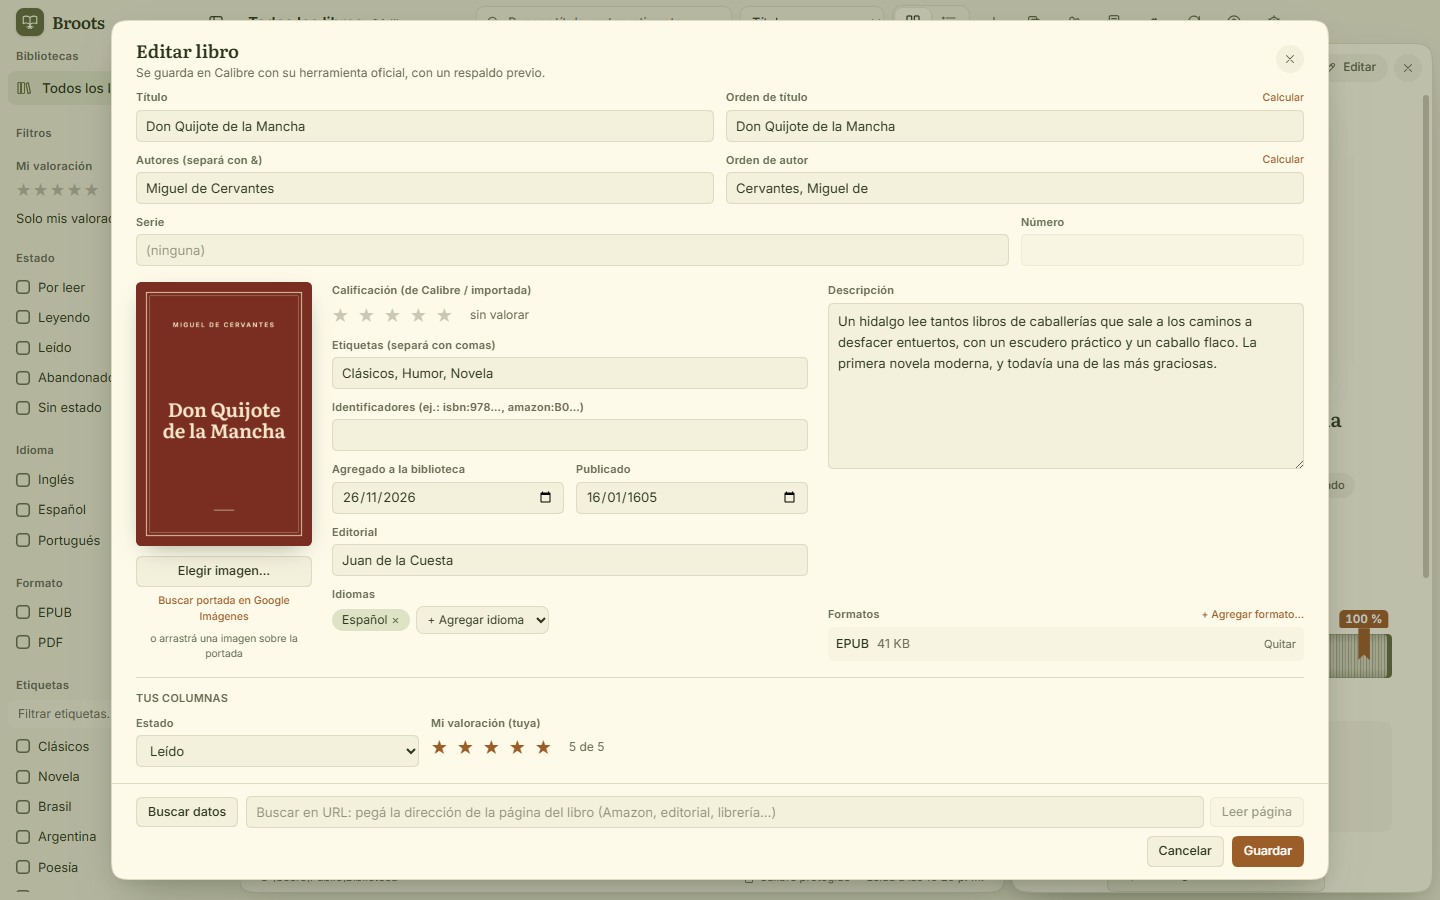 Broots
Bibliotecas
Todos los l
Filtros
Mi valoración
Solo mis valorac
Estado
Por leer
Leyendo
Leído
Abandonado
Sin estado
Idioma
Inglés
Español
Portugués
Formato
EPUB
PDF
Etiquetas
Filtrar etiquetas.
Clásicos
Novela
Brasil
Argentina
Poesía
Editar libro
Se guarda en Calibre con su herramienta oficial, con un respaldo previo.
Título
Don Quijote de la Mancha
Orden de título
Calcular
Don Quijote de la Mancha
Autores (separá con &)
Miguel de Cervantes
Orden de autor
Calcular
Cervantes, Miguel de
Serie
(ninguna)
Número
MIGUEL DE CERVANTES
Don Quijote
de la Mancha
Elegir imagen...
Buscar portada en Google
Imágenes
o arrastrá una imagen sobre la
portada
Calificación (de Calibre / importada)
sin valorar
Etiquetas (separá con comas)
Clásicos, Humor, Novela
Identificadores (ej.: isbn:978..., amazon:B0...)
Agregado a la biblioteca
26/11/2026
Publicado
16/01/1605
Editorial
Juan de la Cuesta
Idiomas
Español ×
+ Agregar idioma
Descripción
Un hidalgo lee tantos libros de caballerías que sale a los caminos a
desfacer entuertos, con un escudero práctico y un caballo flaco. La
primera novela moderna, y todavía una de las más graciosas.
Formatos
+ Agregar formato...
EPUB 41 KB
Quitar
TUS COLUMNAS
Estado
Leído
Mi valoración (tuya)
5 de 5
Buscar datos
Buscar en URL: pegá la dirección de la página del libro (Amazon, editorial, librería...)
Leer página
Cancelar
Guardar
Editar
100 %